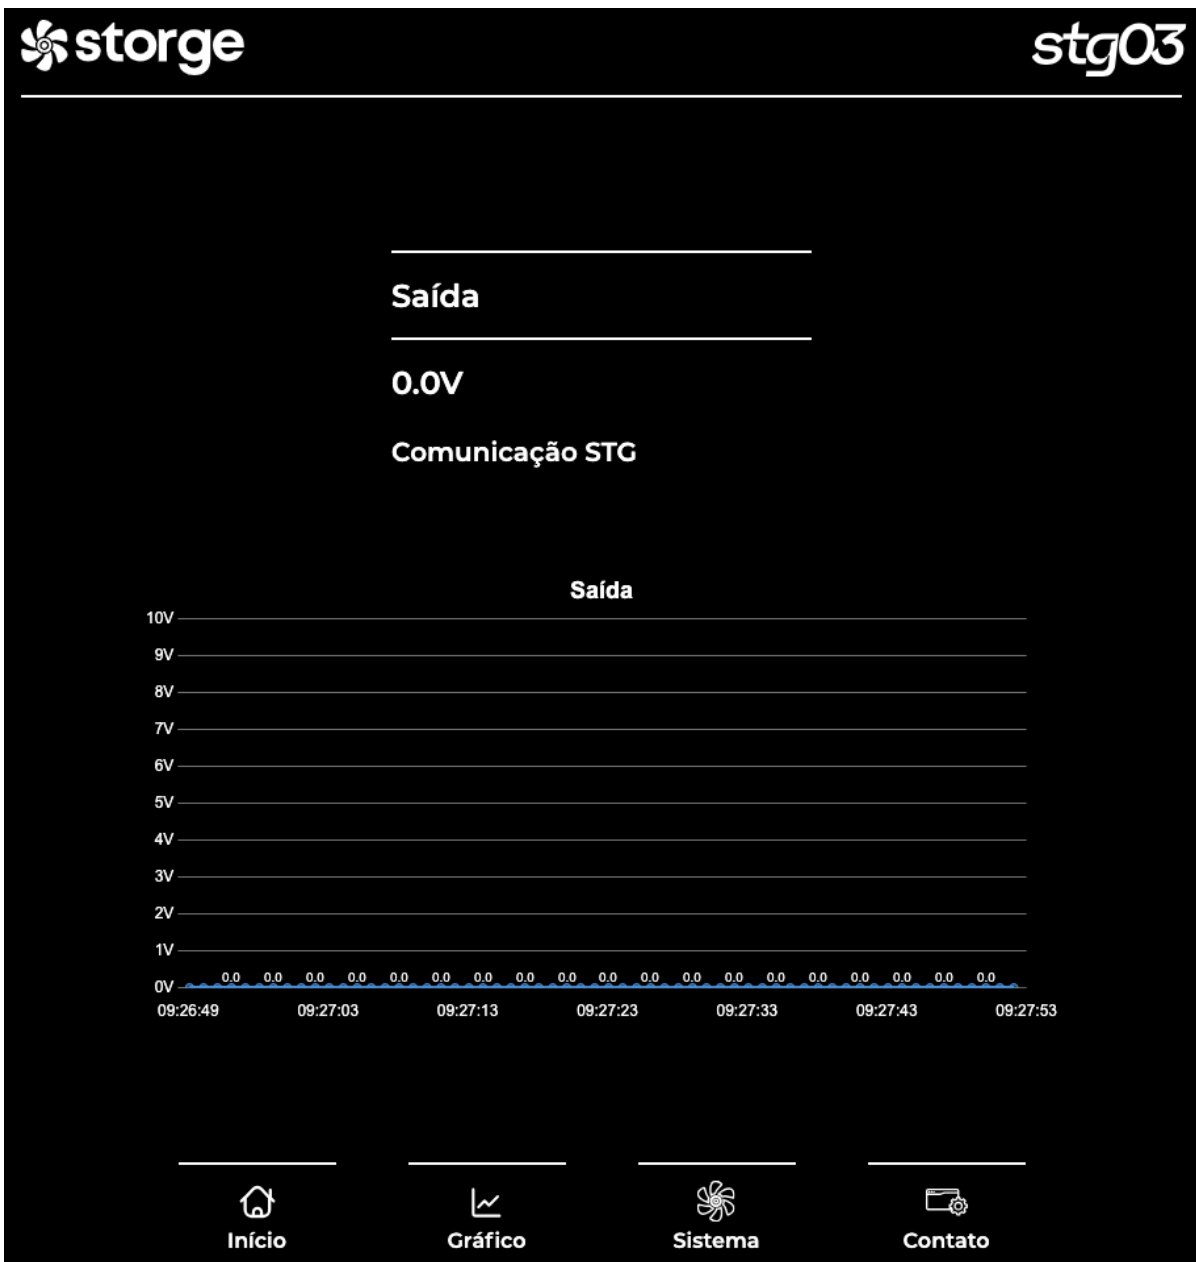 storge
stg03
Saída
0.0V
Comunicação STG
Saída
10V
9V
8V
7V
6V
5V
4V
3V
2V
1V
0V
0.0 0.0 0.0 0.0 0.0 0.0 0.0 0.0 0.0 0.0 0.0 0.0 0.0 0.0 0.0 0.0 0.0 0.0 0.0
09:26:49 09:27:03 09:27:13 09:27:23 09:27:33 09:27:43 09:27:53
Início Gráfico Sistema Contato